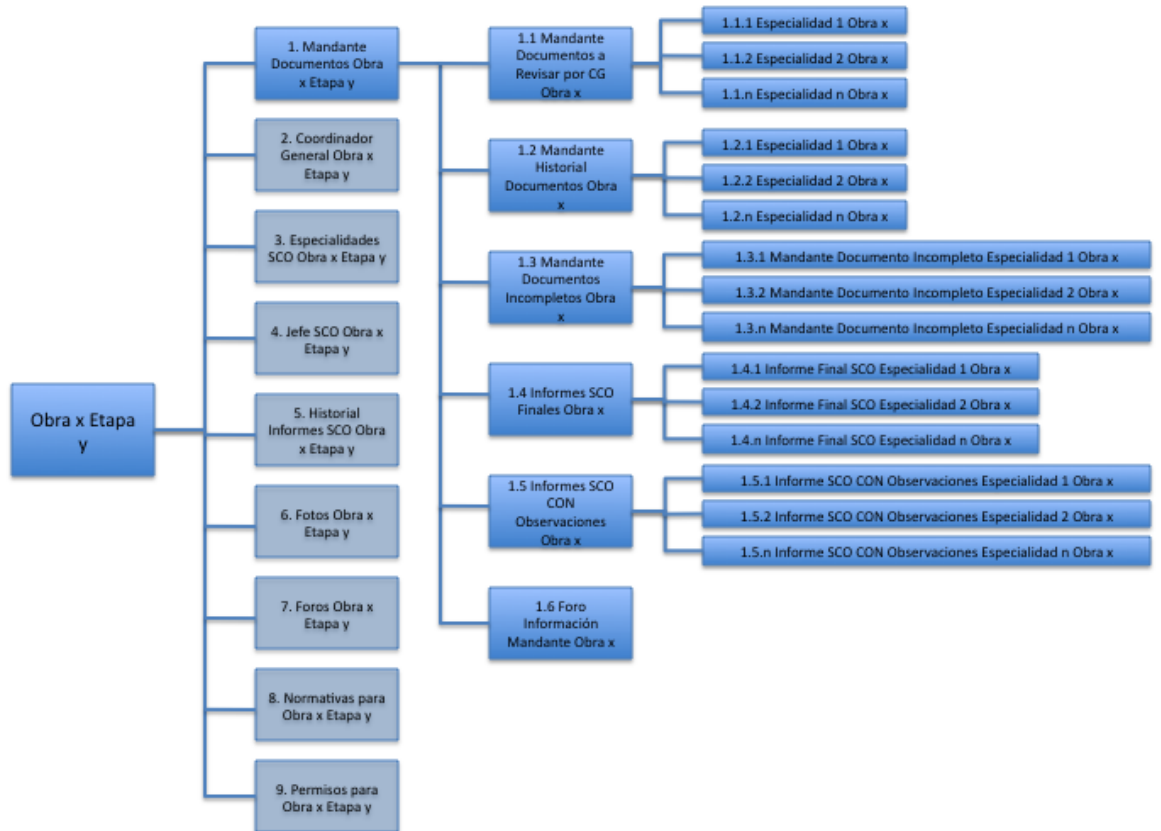 Obra x Etapa
y
1. Mandante
Documentos Obra
x Etapa y
2. Coordinador
General Obra x
Etapa y
3. Especialidades
SCO Obra x Etapa y
4. Jefe SCO Obra x
Etapa y
5. Historial
Informes SCO Obra
x Etapa y
6. Fotos Obra x
Etapa y
7. Foros Obra x
Etapa y
8. Normativas para
Obra x Etapa y
9. Permisos para
Obra x Etapa y
1.1 Mandante
Documentos a
Revisar por CG
Obra x
1.1.1 Especialidad 1 Obra x
1.1.2 Especialidad 2 Obra x
1.1.n Especialidad n Obra x
1.2 Mandante
Historial
Documentos Obra
x
1.2.1 Especialidad 1 Obra x
1.2.2 Especialidad 2 Obra x
1.2.n Especialidad n Obra x
1.3 Mandante
Documentos
Incompletos Obra
x
1.3.1 Mandante Documento Incompleto Especialidad 1 Obra x
1.3.2 Mandante Documento Incompleto Especialidad 2 Obra x
1.3.n Mandante Documento Incompleto Especialidad n Obra x
1.4 Informes SCO
Finales Obra x
1.4.1 Informe Final SCO Especialidad 1 Obra x
1.4.2 Informe Final SCO Especialidad 2 Obra x
1.4.n Informe Final SCO Especialidad n Obra x
1.5 Informes SCO
CON
Observaciones
Obra x
1.5.1 Informe SCO CON Observaciones Especialidad 1 Obra x
1.5.2 Informe SCO CON Observaciones Especialidad 2 Obra x
1.5.n Informe SCO CON Observaciones Especialidad n Obra x
1.6 Foro
Información
Mandante Obra x